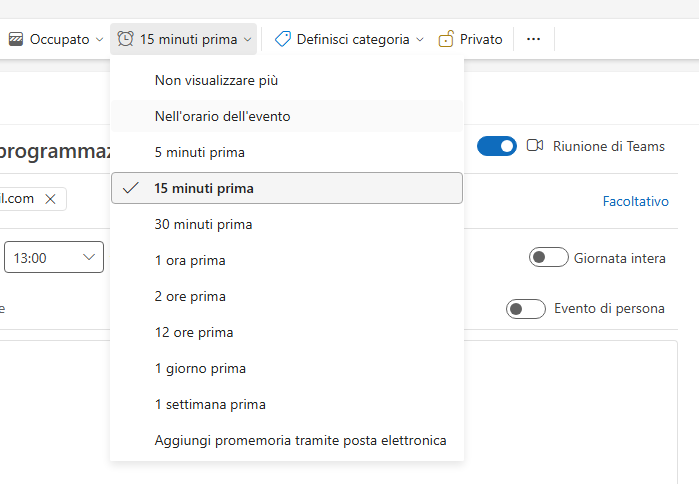 Occupato 15 minuti prima Definisci categoria Privato ...
Non visualizzare più
Nell'orario dell'evento
programmaz Riunione di Teams
5 minuti prima
15 minuti prima
l.com Facoltativo
30 minuti prima
13:00 1 ora prima Giornata intera
2 ore prima
e Evento di persona
12 ore prima
1 giorno prima
1 settimana prima
Aggiungi promemoria tramite posta elettronica